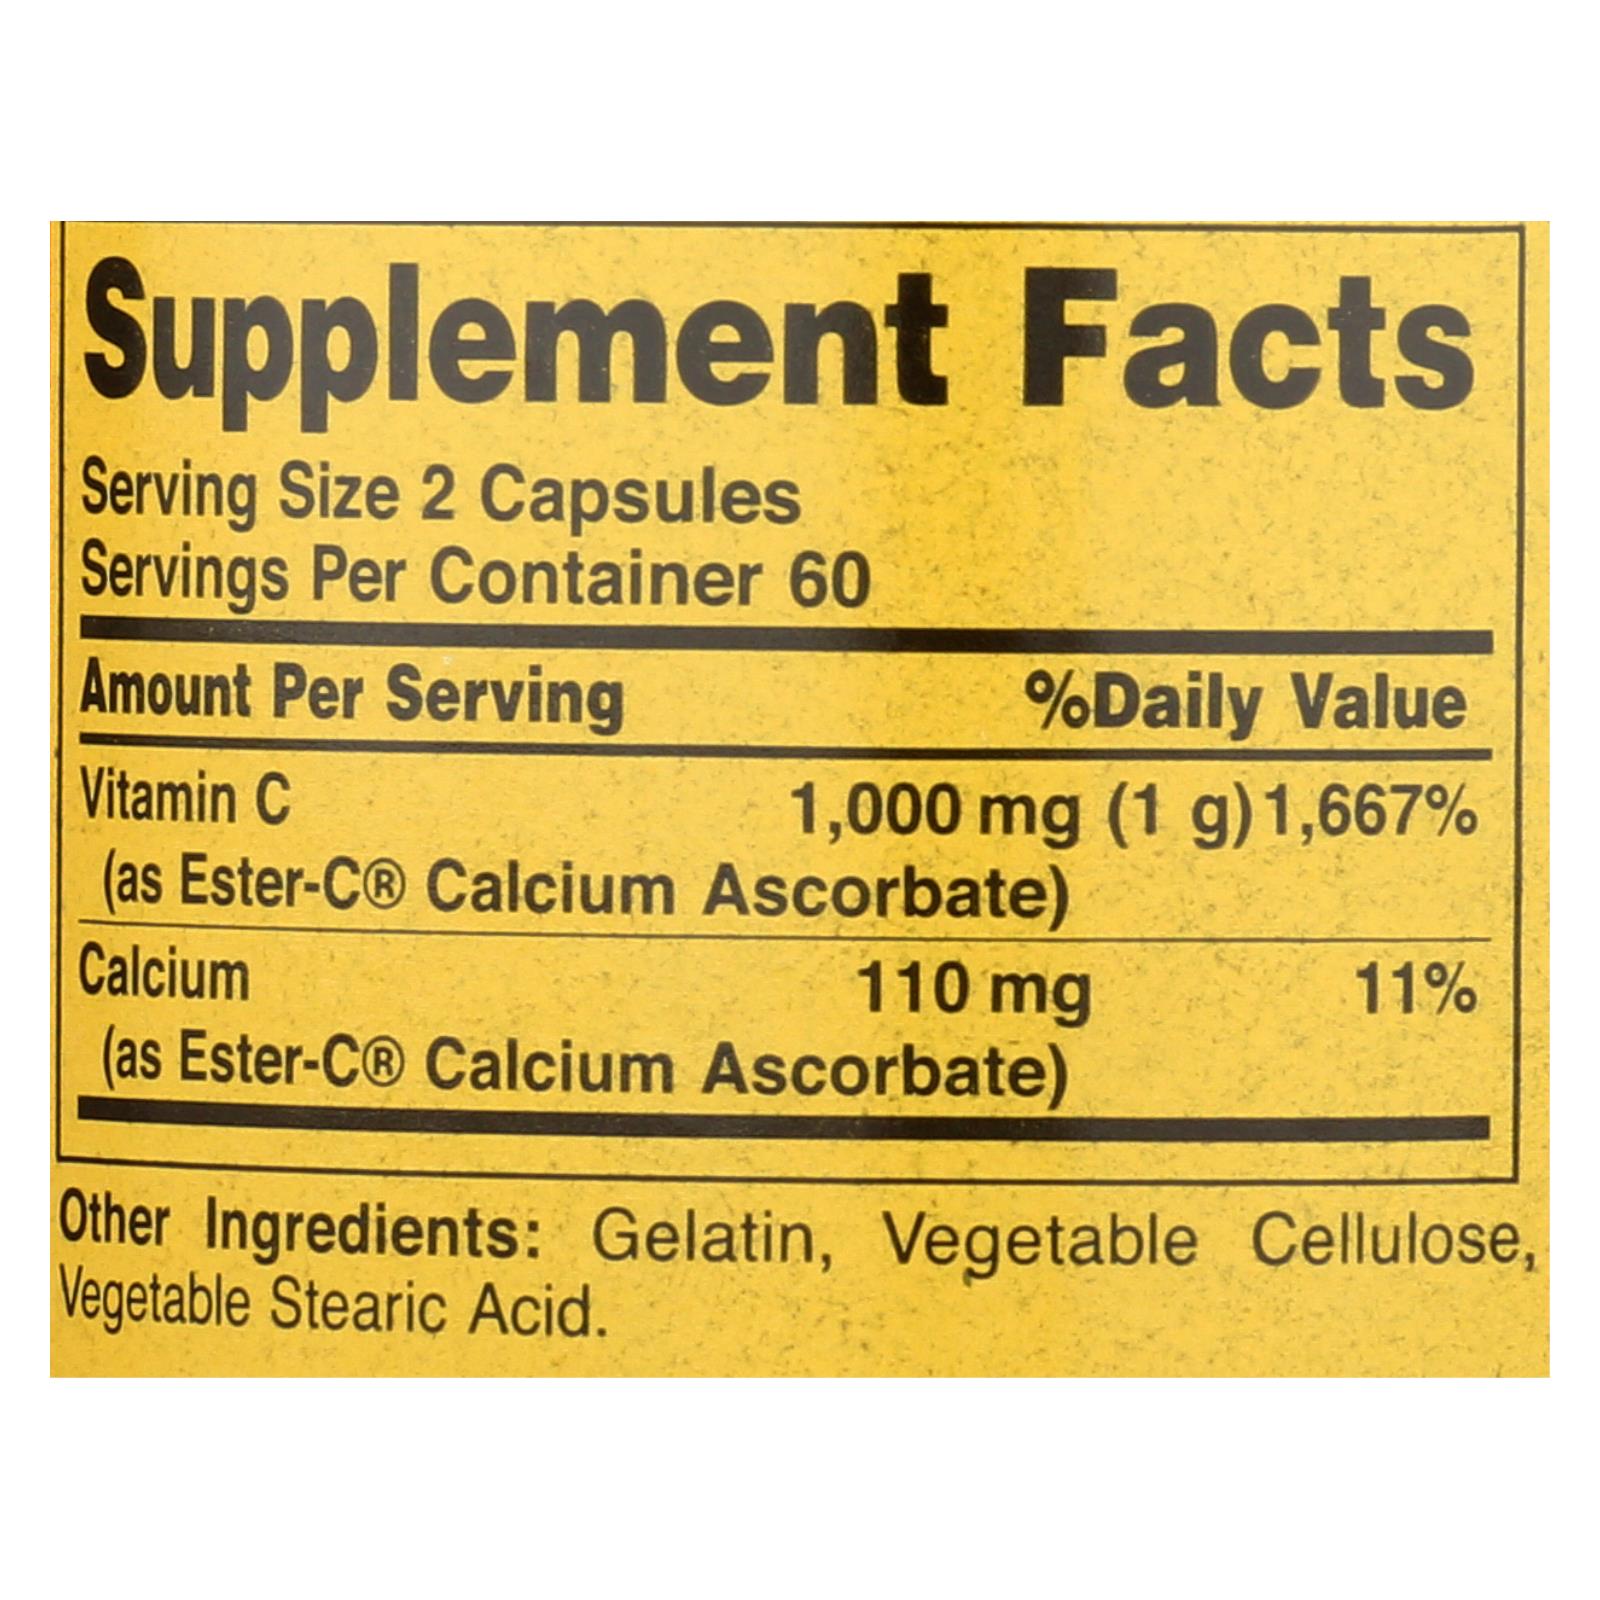 Supplement Facts
Serving Size 2 Capsules
Servings Per Container 60
Amount Per Serving %Daily Value
Vitamin C 1,000 mg (1 g) 1,667%
(as Ester-C® Calcium Ascorbate)
Calcium 110 mg 11%
(as Ester-C® Calcium Ascorbate)
Other Ingredients: Gelatin, Vegetable Cellulose,
Vegetable Stearic Acid.